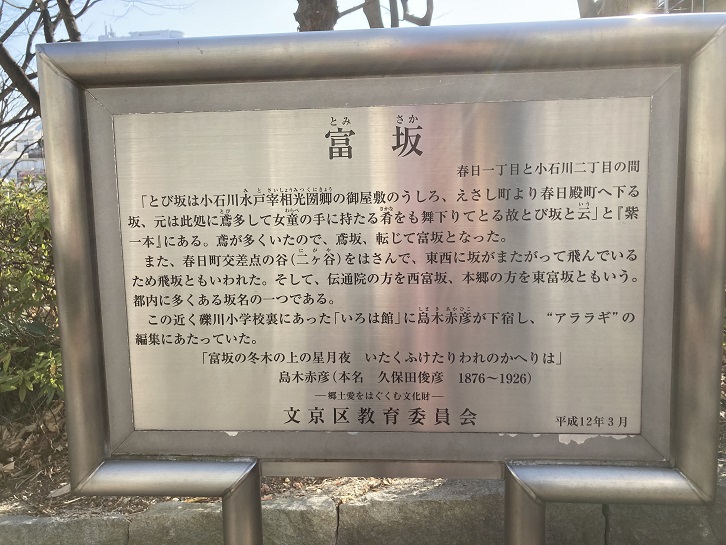 とみ さか
富 坂
春日一丁目と小石川二丁目の間
「とび坂は小石川水戸宰相光圀卿の御屋敷のうしろ、えさし町より春日殿町へ下る
坂、元は此処に鳶多して女童の手に持たる肴をも舞下りてとる故とび坂と云」と『紫
一本』にある。鳶が多くいたので、鳶坂、転じて富坂となった。
また、春日町交差点の谷(二ヶ谷)をはさんで、東西に坂がまたがって飛んでいる
ため飛坂ともいわれた。そして、伝通院の方を西富坂、本郷の方を東富坂ともいう。
都内に多くある坂名の一つである。
この近く礫川小学校裏にあった「いろは館」に島木赤彦が下宿し、“アララギ”の
編集にあたっていた。
「富坂の冬木の上の星月夜 いたくふけたりわれのかへりは」
島木赤彦(本名 久保田俊彦 1876〜1926)
―郷土愛をはぐくむ文化財―
文京区教育委員会 平成12年3月